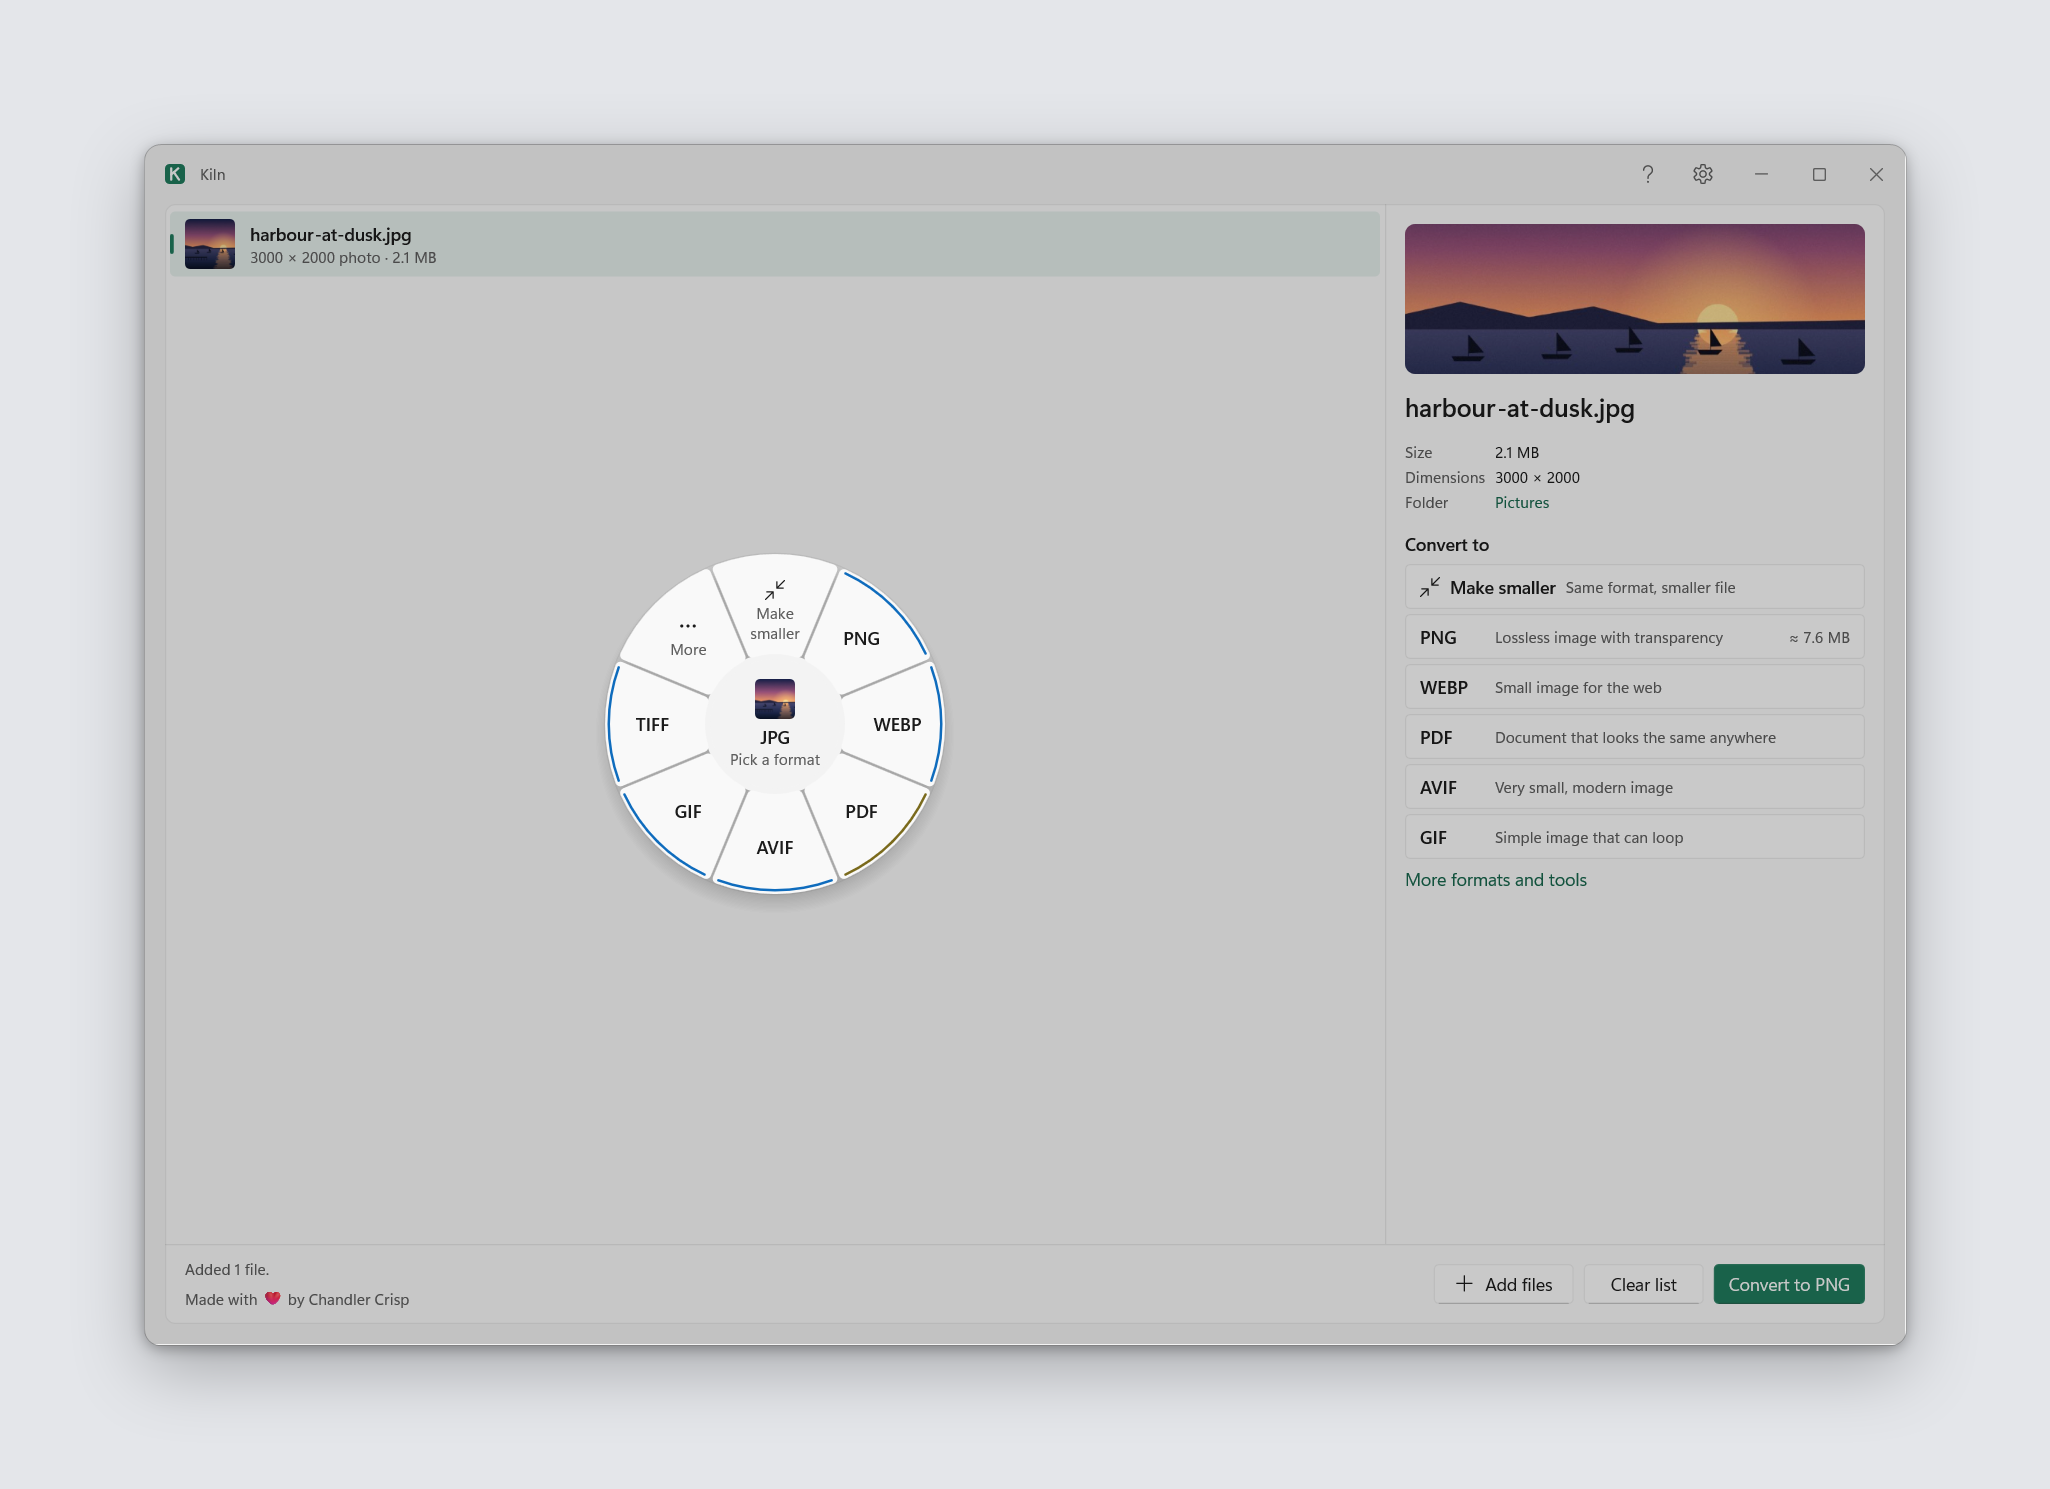 Kiln
harbour-at-dusk.jpg
3000 × 2000 photo · 2.1 MB
More
Make
smaller
PNG
TIFF
JPG
Pick a format
WEBP
GIF
AVIF
PDF
harbour-at-dusk.jpg
Size 2.1 MB
Dimensions 3000 × 2000
Folder Pictures
Convert to
Make smaller Same format, smaller file
PNG Lossless image with transparency ≈ 7.6 MB
WEBP Small image for the web
PDF Document that looks the same anywhere
AVIF Very small, modern image
GIF Simple image that can loop
More formats and tools
Added 1 file.
Made with ❤ by Chandler Crisp
Add files
Clear list
Convert to PNG